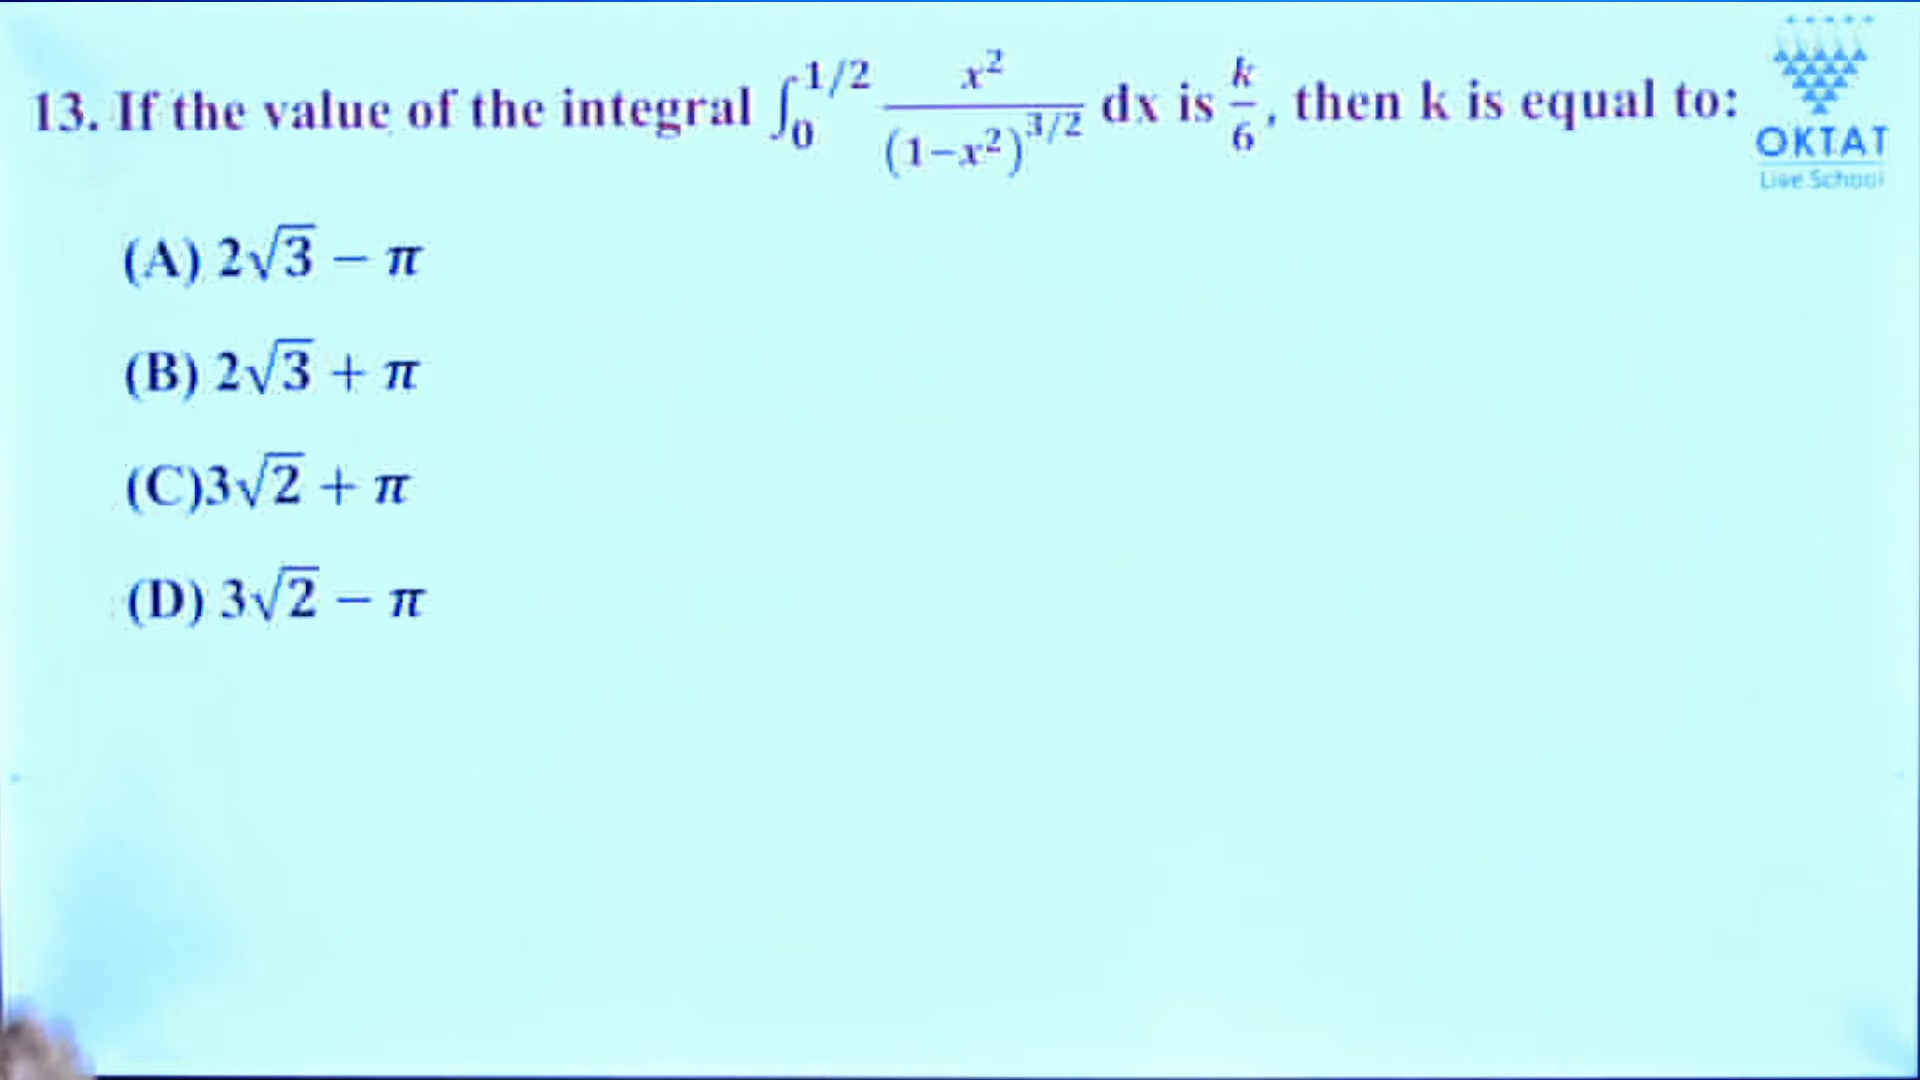 13. If the value of the integral ∫₀^{1/2} x²/(1−x²)^{3/2} dx is k/6, then k is equal to:
OKTAT
Live School
(A) 2√3 − π
(B) 2√3 + π
(C)3√2 + π
(D) 3√2 − π